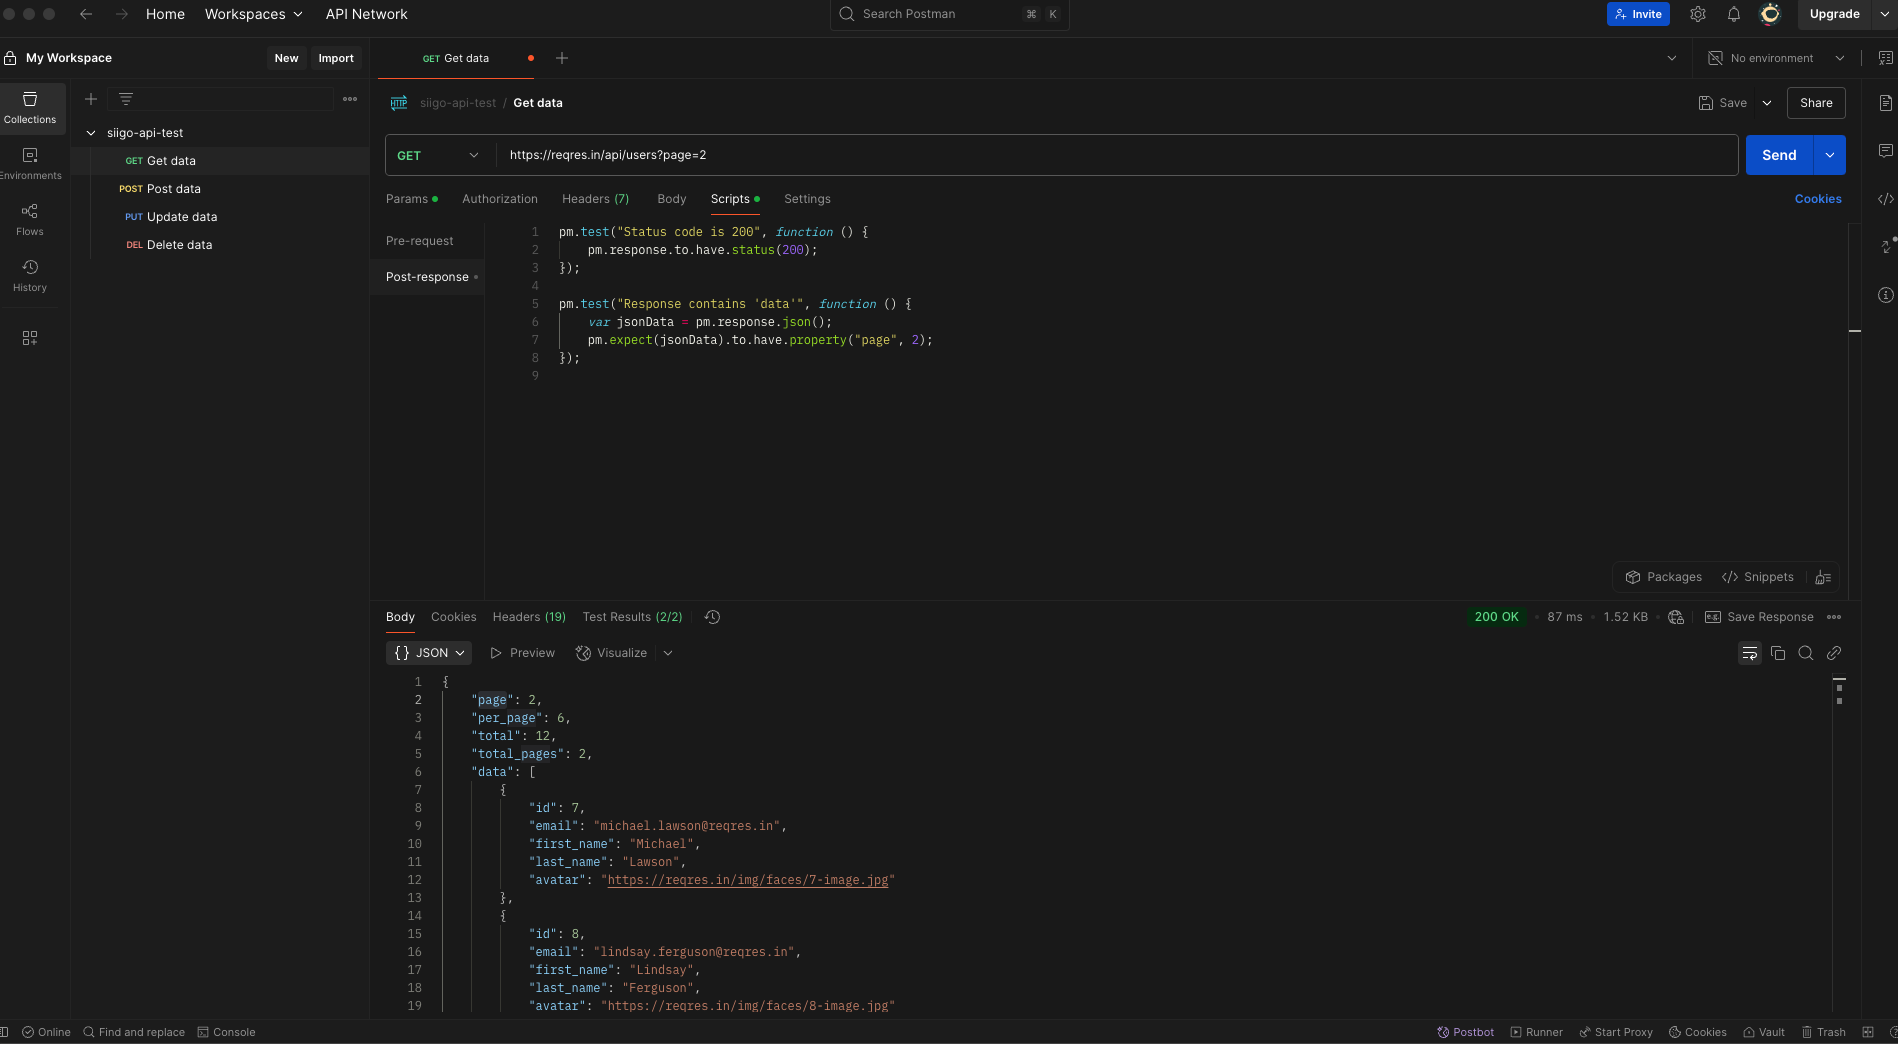 Home Workspaces API Network Search Postman ⌘ K Invite Upgrade
My Workspace New Import GET Get data No environment
Collections
siigo-api-test / Get data Save Share
siigo-api-test
GET Get data
POST Post data
PUT Update data
DEL Delete data
Environments
Flows
History
GET https://reqres.in/api/users?page=2 Send
Params Authorization Headers (7) Body Scripts Settings Cookies
Pre-request
Post-response
1 pm.test("Status code is 200", function () {
2 pm.response.to.have.status(200);
3 });
4
5 pm.test("Response contains 'data'", function () {
6 var jsonData = pm.response.json();
7 pm.expect(jsonData).to.have.property("page", 2);
8 });
9
Packages </> Snippets
Body Cookies Headers (19) Test Results (2/2) 200 OK • 87 ms • 1.52 KB • e.g. Save Response
{} JSON Preview Visualize
1 {
2 "page": 2,
3 "per_page": 6,
4 "total": 12,
5 "total_pages": 2,
6 "data": [
7 {
8 "id": 7,
9 "email": "michael.lawson@reqres.in",
10 "first_name": "Michael",
11 "last_name": "Lawson",
12 "avatar": "https://reqres.in/img/faces/7-image.jpg"
13 },
14 {
15 "id": 8,
16 "email": "lindsay.ferguson@reqres.in",
17 "first_name": "Lindsay",
18 "last_name": "Ferguson",
19 "avatar": "https://reqres.in/img/faces/8-image.jpg"
Online Find and replace Console Postbot Runner Start Proxy Cookies Vault Trash